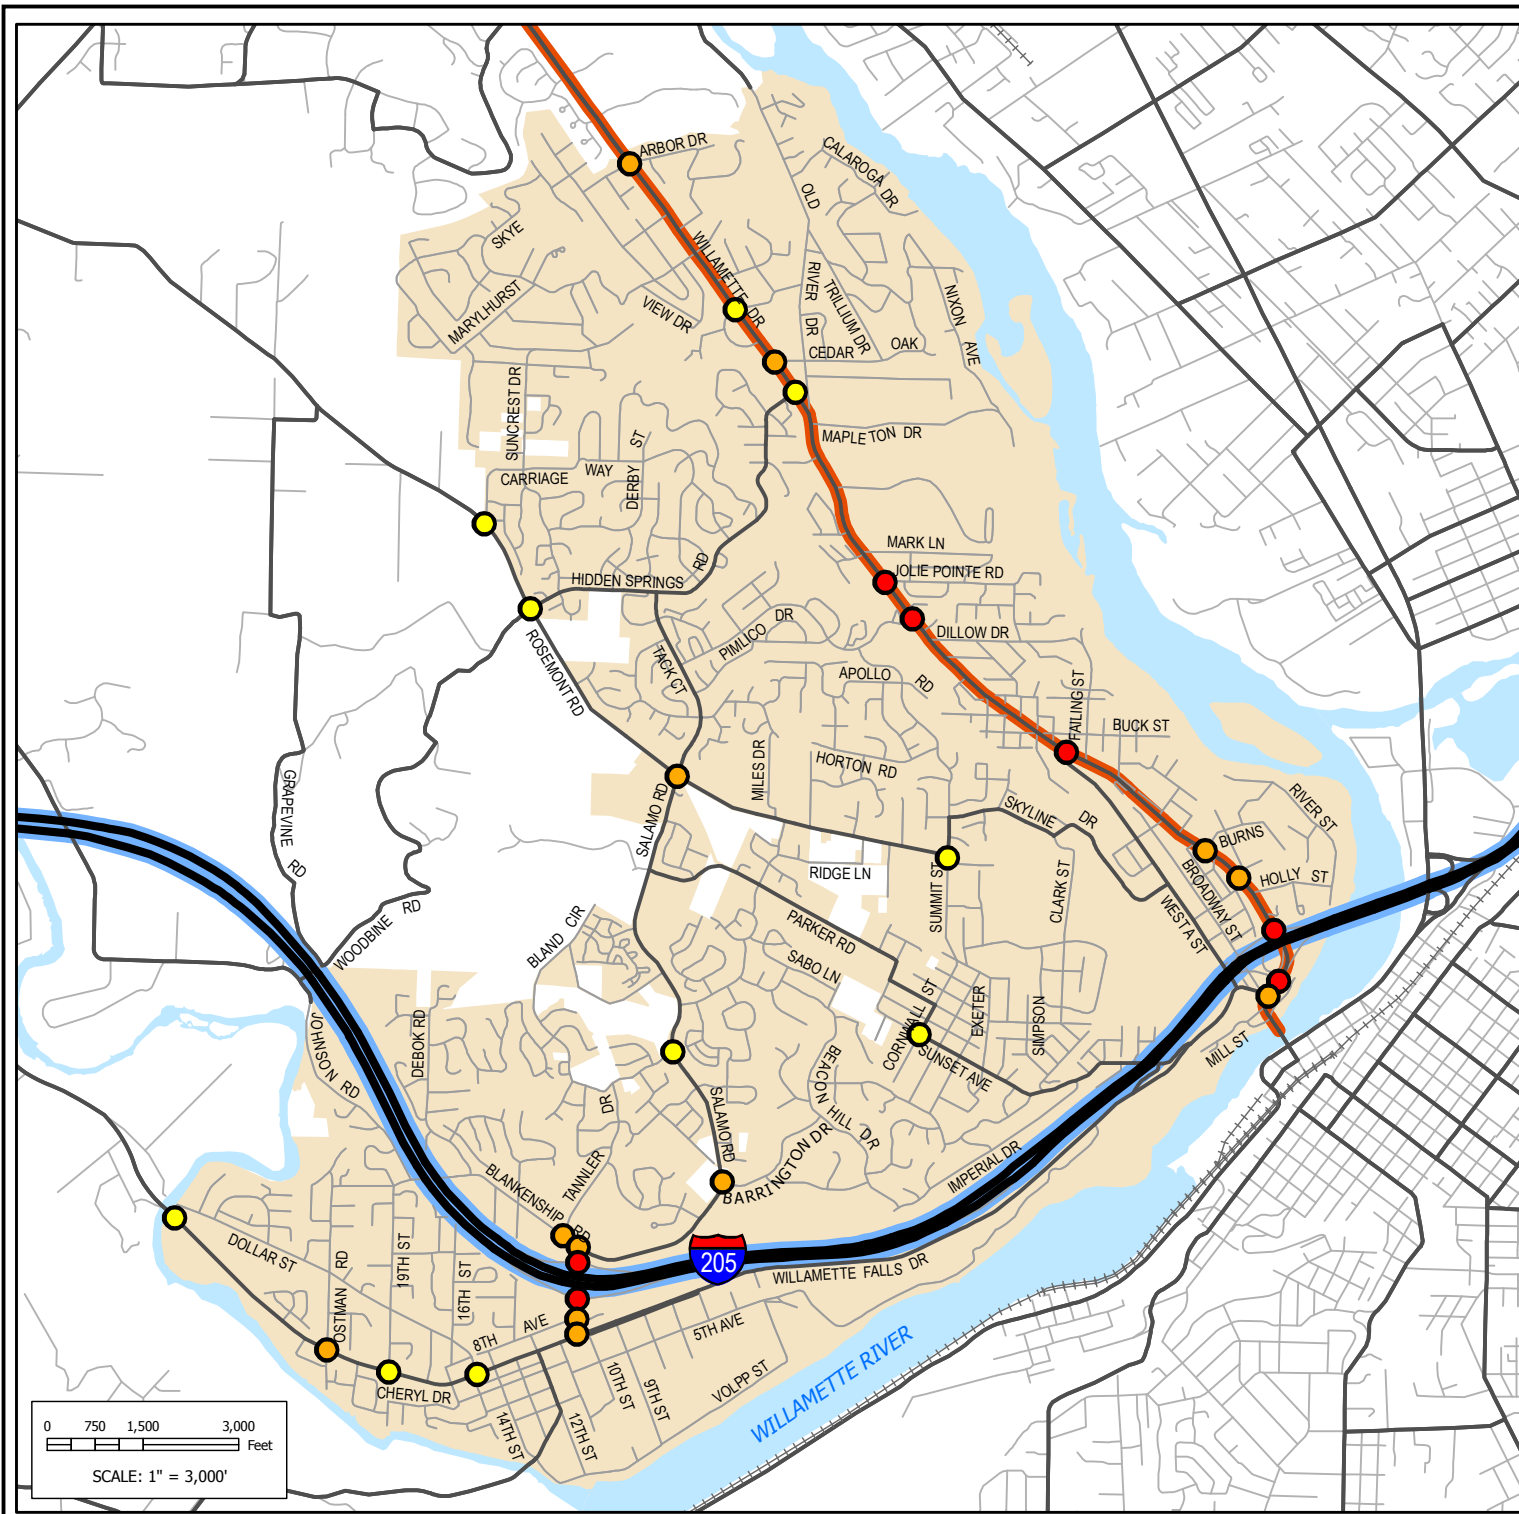 ARBOR DR
CALAROGA DR
OLD
RIVER DR
SKYE
WILLAMETTE DR
TRILLIUM DR
NIXON AVE
MARYLHURST
VIEW DR
CEDAR OAK
SUNCREST DR
MAPLETON DR
CARRIAGE WAY
DERBY ST
MARK LN
JOLIE POINTE RD
HIDDEN SPRINGS RD
DILLOW DR
PIMLICO DR
ROSEMONT RD
TACK CT
APOLLO RD
FAILING ST
BUCK ST
MILES DR
HORTON RD
GRAPEVINE RD
SALAMO RD
SKYLINE DR
RIVER ST
BURNS
RIDGE LN
HOLLY ST
BROADWAY ST
SUMMIT ST
CLARK ST
WEST A ST
WOODBINE RD
BLAND CIR
PARKER RD
SABO LN
CORNWALL ST
EXETER
SIMPSON
JOHNSON RD
DEBOK RD
MILL ST
SUNSET AVE
BEACON HILL DR
SALAMO RD
TANNLER DR
BARRINGTON DR
IMPERIAL DR
BLANKENSHIP RD
DOLLAR ST
OSTMAN RD
19TH ST
16TH ST
205
WILLAMETTE FALLS DR
8TH AVE
5TH AVE
CHERYL DR
10TH ST
9TH ST
VOLPP ST
14TH ST
12TH ST
WILLAMETTE RIVER
0 750 1,500 3,000
Feet
SCALE: 1" = 3,000'